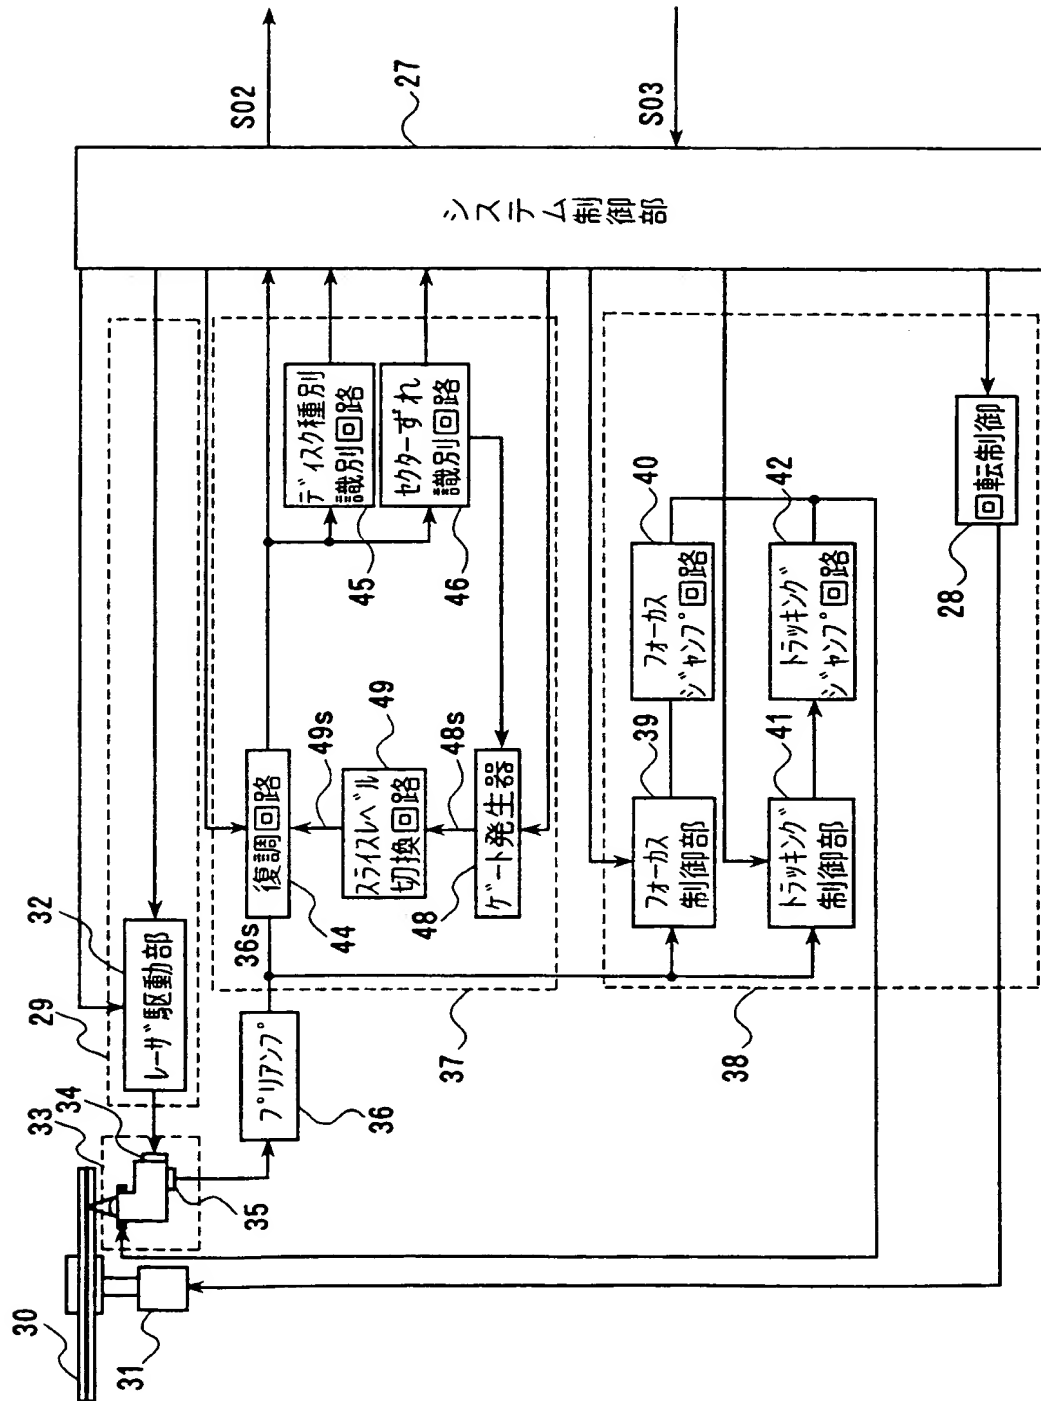 30
31
33
34
35
29
32
レーザ駆動部
プリアンプ
36
36s
復調回路
44
49s
スライスレベル
切換回路
49
48s
ゲート発生器
48
ディスク種別
識別回路
45
セクターずれ
識別回路
46
37
フォーカス
制御部
39
フォーカス
ジャンプ回路
40
トラッキング
制御部
41
トラッキング
ジャンプ回路
42
38
回転制御
28
システム制御部
27
S02
S03